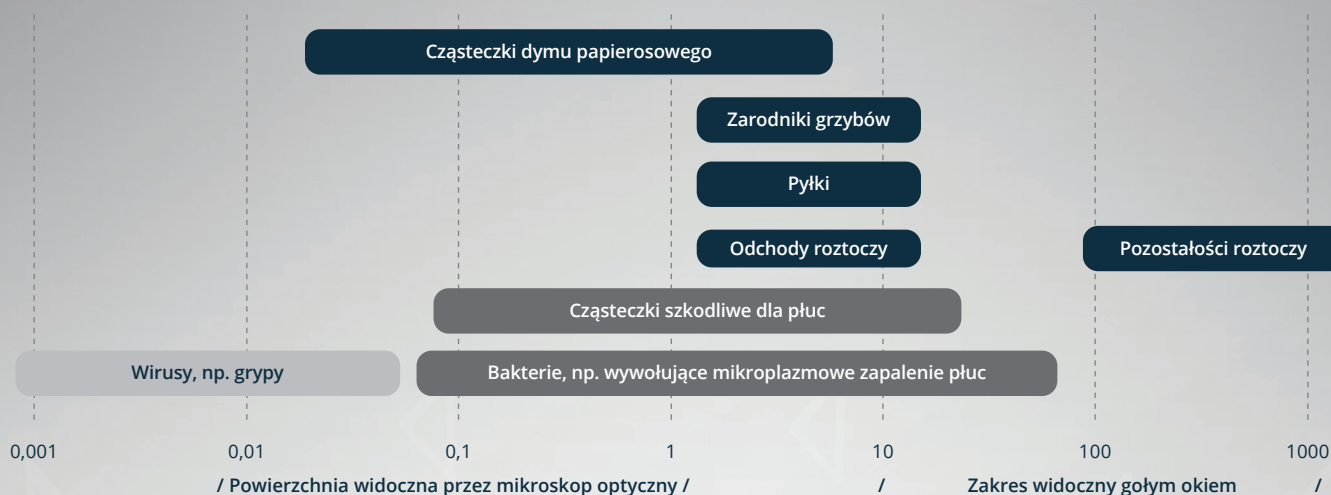 Cząsteczki dymu papierosowego
Zarodniki grzybów
Pyłki
Odchody roztoczy
Pozostałości roztoczy
Cząsteczki szkodliwe dla płuc
Wirusy, np. grypy
Bakterie, np. wywołujące mikroplazmowe zapalenie płuc
0,001 0,01 0,1 1 10 100 1000
/ Powierzchnia widoczna przez mikroskop optyczny / / Zakres widoczny gołym okiem /